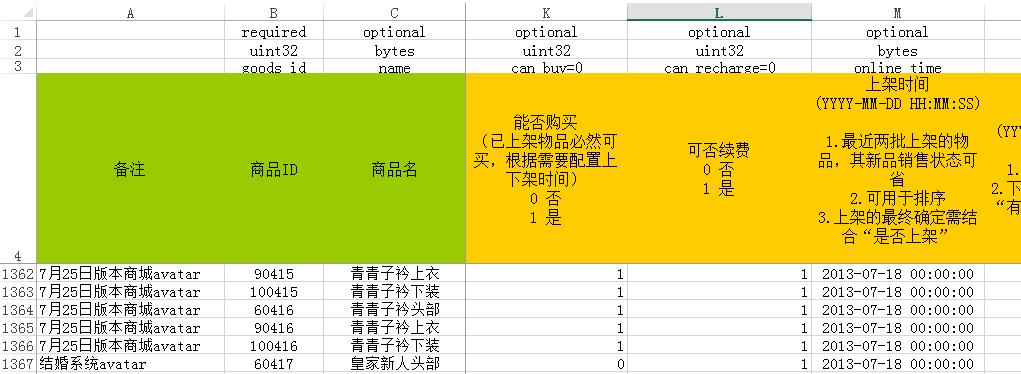 A B C K L M
1 required optional optional optional optional
2 uint32 bytes uint32 uint32 bytes
3 goods_id name can_buy=0 can_recharge=0 online_time
4 备注 商品ID 商品名
能否购买
(已上架物品必然可
买，根据需要配置上
下架时间)
0 否
1 是
可否续费
0 否
1 是
上架时间
(YYYY-MM-DD HH:MM:SS)
1.最近两批上架的物
品，其新品销售状态可
省
2.可用于排序
3.上架的最终确定需结
合“是否上架”
(YY
1.
2.下
“有
1362 7月25日版本商城avatar 90415 青青子衿上衣 1 1 2013-07-18 00:00:00
1363 7月25日版本商城avatar 100415 青青子衿下装 1 1 2013-07-18 00:00:00
1364 7月25日版本商城avatar 60416 青青子衿头部 1 1 2013-07-18 00:00:00
1365 7月25日版本商城avatar 90416 青青子衿上衣 1 1 2013-07-18 00:00:00
1366 7月25日版本商城avatar 100416 青青子衿下装 1 1 2013-07-18 00:00:00
1367 结婚系统avatar 60417 皇家新人头部 0 1 2013-07-18 00:00:00